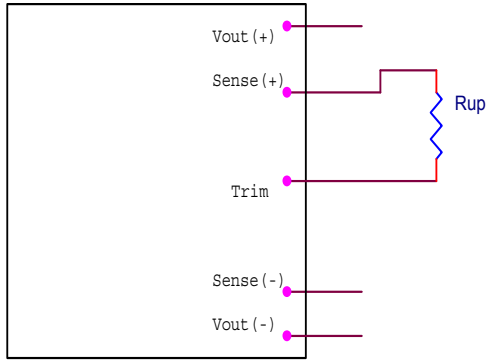 Vout(+)
Sense(+)
Rup
Trim
Sense(-)
Vout(-)